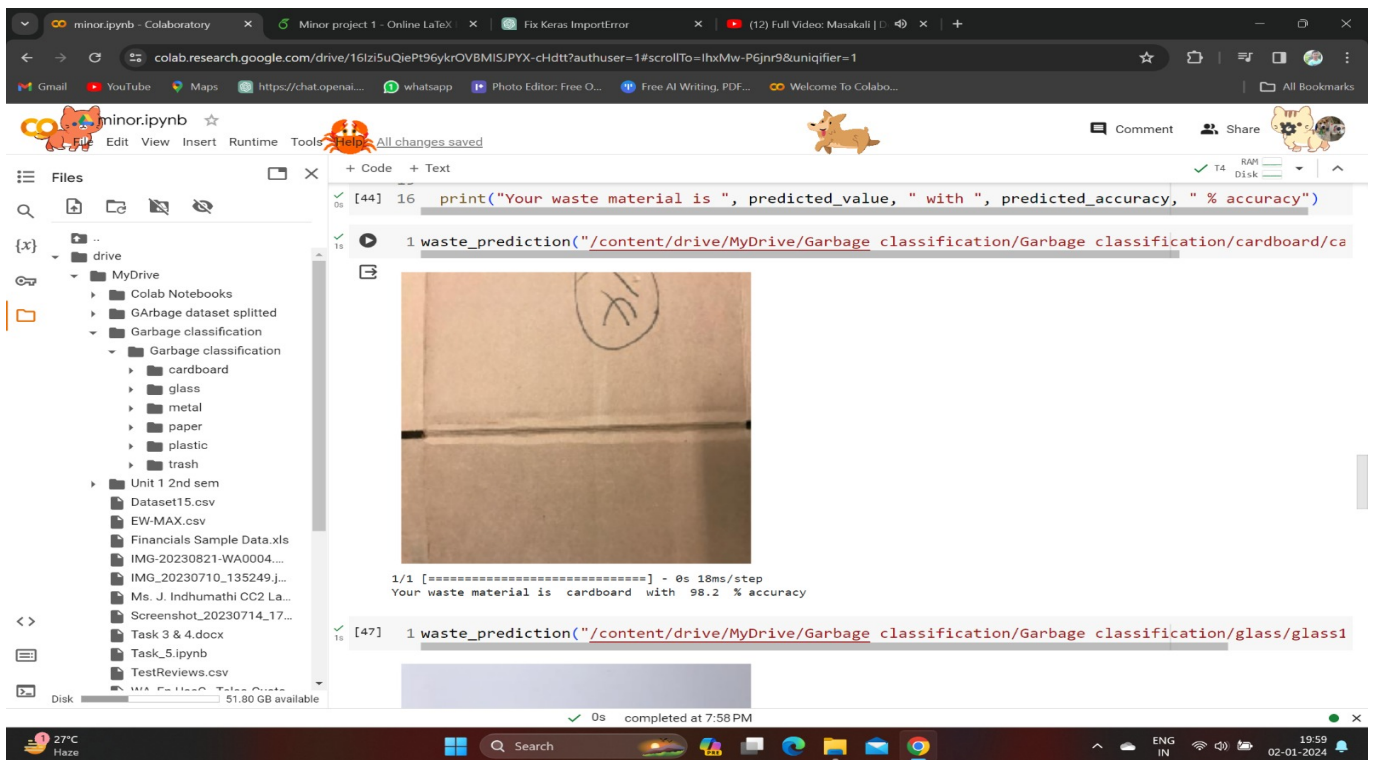 minor.ipynb - Colaboratory
Minor project 1 - Online LaTeX
Fix Keras ImportError
(12) Full Video: Masakali | D
colab.research.google.com/drive/16Izi5uQiePt96ykrOVBMISJPYX-cHdtt?authuser=1#scrollTo=IhxMw-P6jnr9&uniqifier=1
Gmail YouTube Maps https://chat.openai.... whatsapp Photo Editor: Free O... Free AI Writing, PDF... Welcome To Colabo... All Bookmarks
minor.ipynb
File Edit View Insert Runtime Tools Help All changes saved
Comment Share
Files
+ Code + Text
T4 RAM
Disk
[44] 16 print("Your waste material is ", predicted_value, " with ", predicted_accuracy, " % accuracy")
0s
{x}
..
drive
MyDrive
Colab Notebooks
GArbage dataset splitted
Garbage classification
Garbage classification
cardboard
glass
metal
paper
plastic
trash
Unit 1 2nd sem
Dataset15.csv
EW-MAX.csv
Financials Sample Data.xls
IMG-20230821-WA0004....
IMG_20230710_135249.j...
Ms. J. Indhumathi CC2 La...
Screenshot_20230714_17...
Task 3 & 4.docx
Task_5.ipynb
TestReviews.csv
Disk 51.80 GB available
1s 1 waste_prediction("/content/drive/MyDrive/Garbage classification/Garbage classification/cardboard/ca
1/1 [==============================] - 0s 18ms/step
Your waste material is cardboard with 98.2 % accuracy
[47] 1 waste_prediction("/content/drive/MyDrive/Garbage classification/Garbage classification/glass/glass1
1s
0s completed at 7:58 PM
1
27°C
Haze
Search
ENG
IN
19:59
02-01-2024